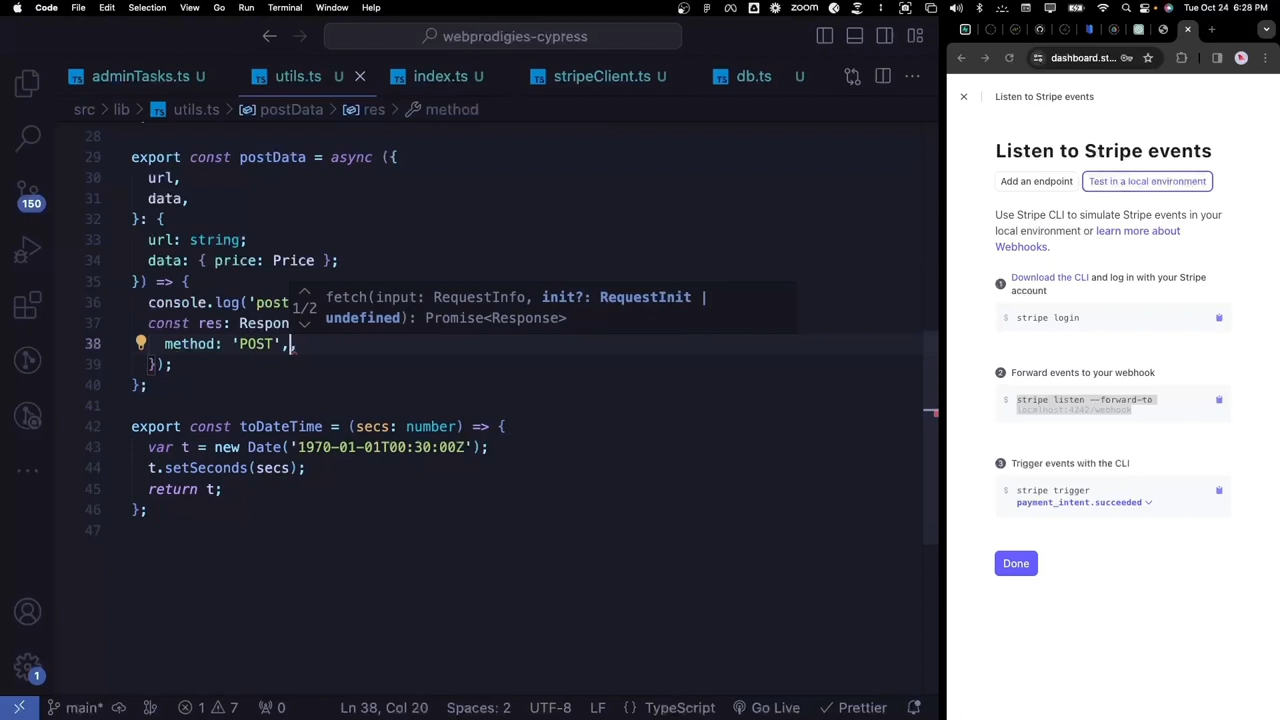 Code File Edit Selection View Go Run Terminal Window Help
zoom
Tue Oct 24 6:28 PM
webprodigies-cypress
dashboard.st...
adminTasks.ts U
utils.ts U
index.ts U
stripeClient.ts U
db.ts U
src > lib > utils.ts > postData > res > method
28
29 export const postData = async ({
30 url,
31 data,
32 }: {
33 url: string;
34 data: { price: Price };
35 }) => {
36 console.log('post
37 const res: Respon
38 method: 'POST',,
39 });
40 };
41
42 export const toDateTime = (secs: number) => {
43 var t = new Date('1970-01-01T00:30:00Z');
44 t.setSeconds(secs);
45 return t;
46 };
47
1/2
fetch(input: RequestInfo, init?: RequestInit |
undefined): Promise<Response>
150
1
main* 1 7 0 Ln 38, Col 20 Spaces: 2 UTF-8 LF {} TypeScript Go Live Prettier
Listen to Stripe events
Listen to Stripe events
Add an endpoint
Test in a local environment
Use Stripe CLI to simulate Stripe events in your
local environment or learn more about
Webhooks.
1 Download the CLI and log in with your Stripe
account
$ stripe login
2 Forward events to your webhook
$ stripe listen --forward-to
localhost:4242/webhook
3 Trigger events with the CLI
$ stripe trigger
payment_intent.succeeded
Done